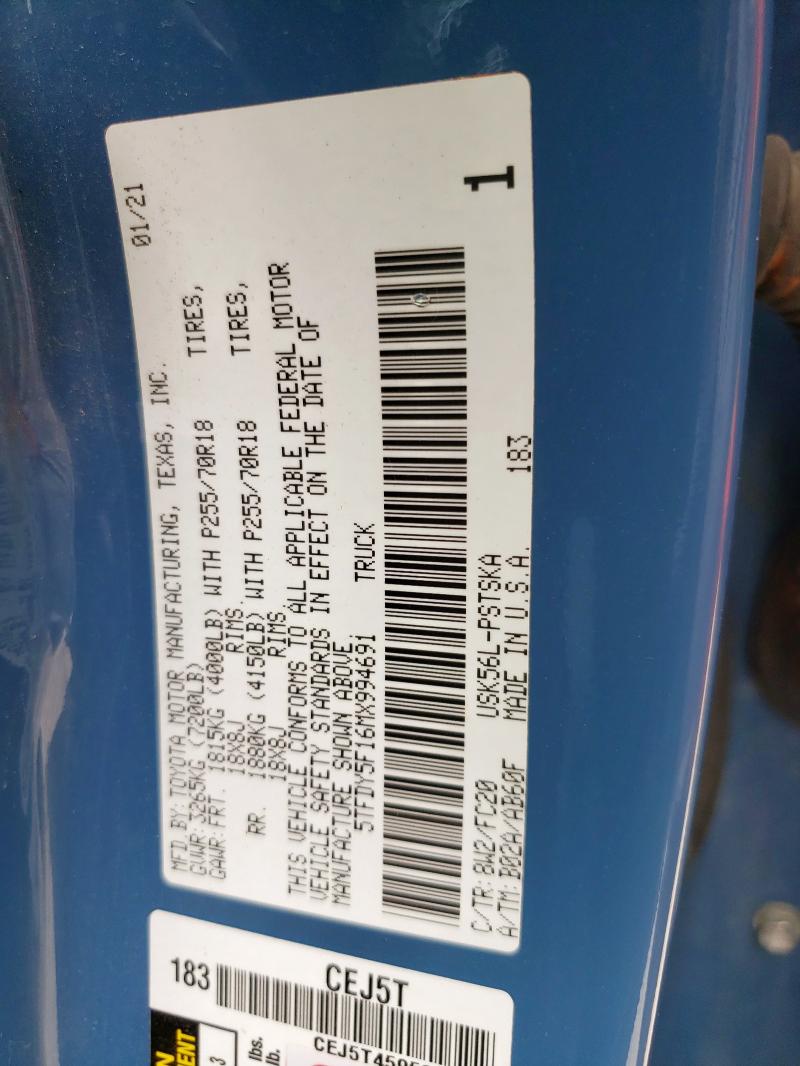 01/21
MFD. BY: TOYOTA MOTOR MANUFACTURING, TEXAS, INC.
GVWR: 3265KG (7200LB)
GAWR: FRT. 1815KG (4000LB) WITH P255/70R18 TIRES,
18X8J RIMS.
RR. 1880KG (4150LB) WITH P255/70R18 TIRES,
18X8J RIMS.
THIS VEHICLE CONFORMS TO ALL APPLICABLE FEDERAL MOTOR
VEHICLE SAFETY STANDARDS IN EFFECT ON THE DATE OF
MANUFACTURE SHOWN ABOVE
5TFDY5F16MX994691 TRUCK
1
C/TR: 8W2/FC20 USK56L-PSTSKA 183
A/TM: B02A/AB60F MADE IN U.S.A.
183
CEJ5T
lbs.
lb.
3